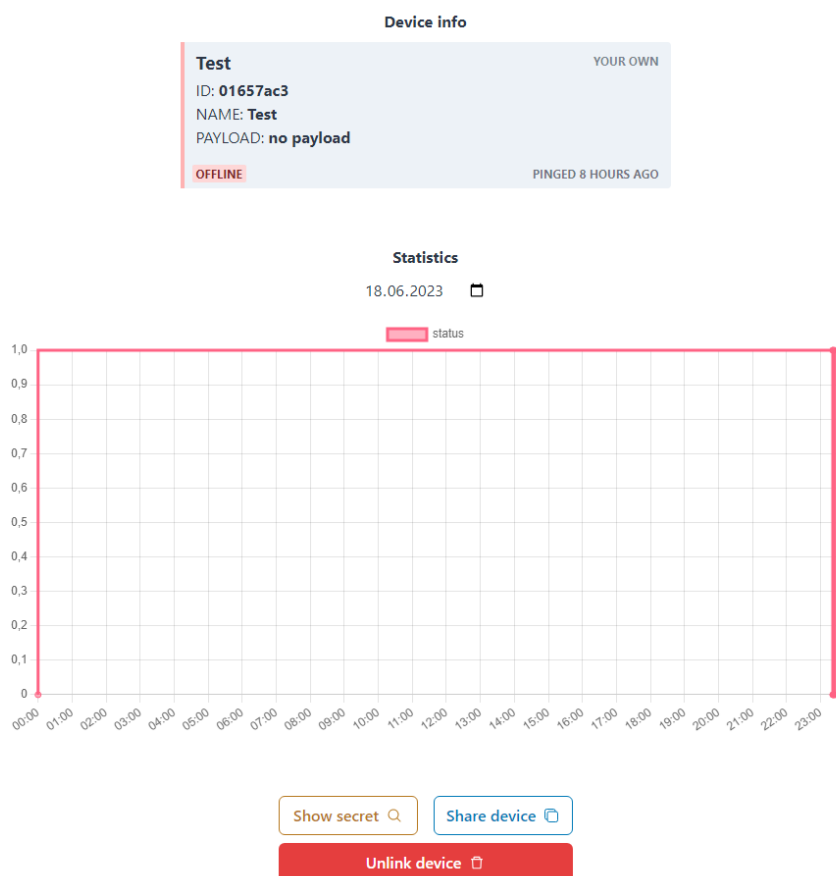 Device info
Test
YOUR OWN
ID: 01657ac3
NAME: Test
PAYLOAD: no payload
OFFLINE
PINGED 8 HOURS AGO
Statistics
18.06.2023
status
1,0
0,9
0,8
0,7
0,6
0,5
0,4
0,3
0,2
0,1
0
00:00 01:00 02:00 03:00 04:00 05:00 06:00 07:00 08:00 09:00 10:00 11:00 12:00 13:00 14:00 15:00 16:00 17:00 18:00 19:00 20:00 21:00 22:00 23:00
Show secret
Share device
Unlink device